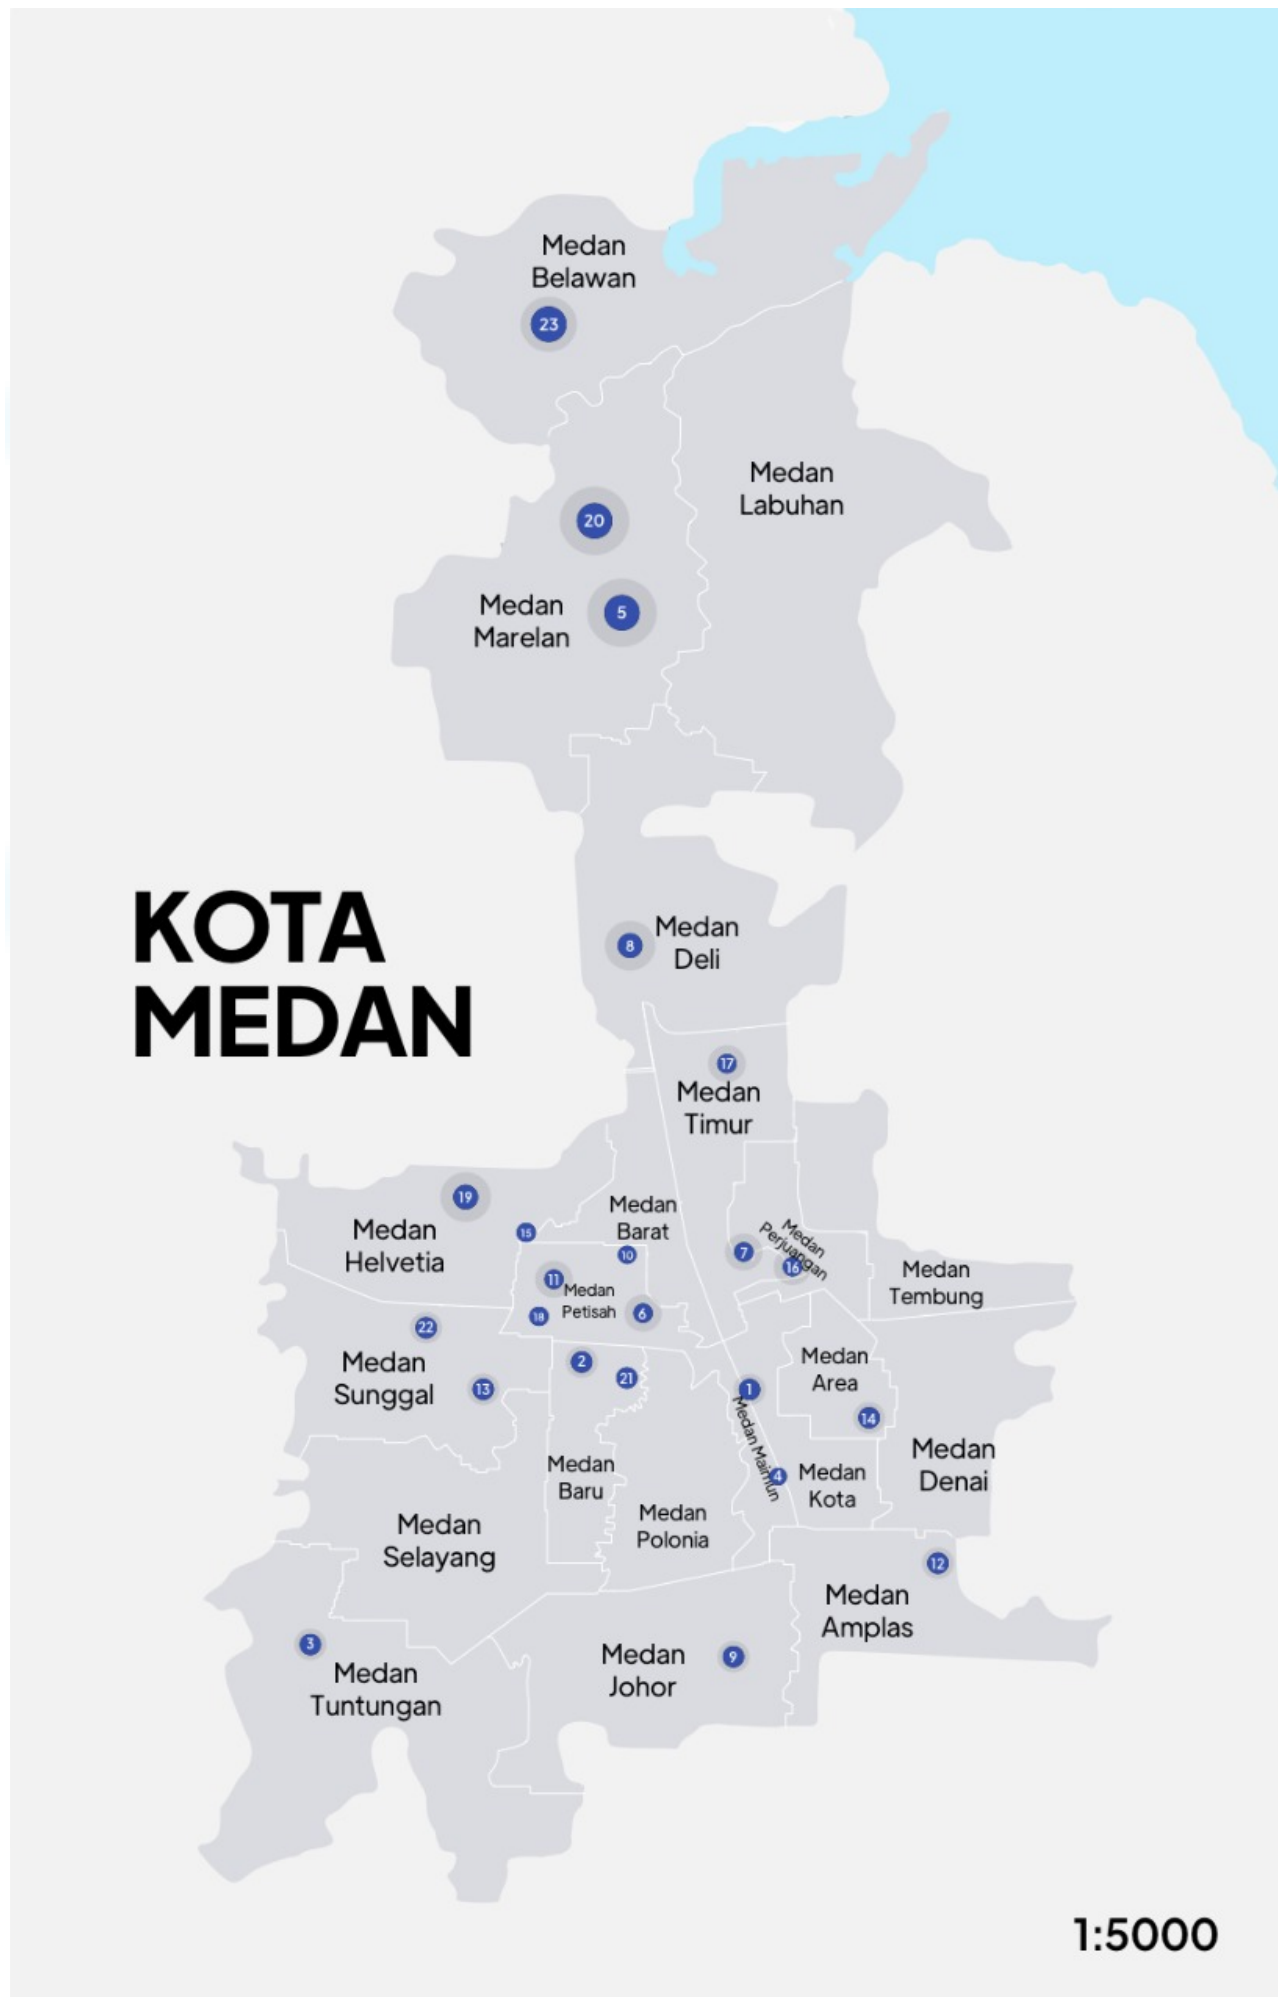 Medan
Belawan
23
Medan
Labuhan
20
Medan
Marelan
5
KOTA
MEDAN
8
Medan
Deli
17
Medan
Timur
19
Medan
Helvetia
15
Medan
Barat
10
7
Medan
Perjuangan
16
Medan
Tembung
11
Medan
Petisah
18
6
22
Medan
Sunggal
13
2
21
Medan
Area
14
1
Medan Maimun
4
Medan
Baru
Medan
Kota
Medan
Denai
Medan
Polonia
Medan
Selayang
12
Medan
Amplas
3
Medan
Tuntungan
Medan
Johor
9
1:5000